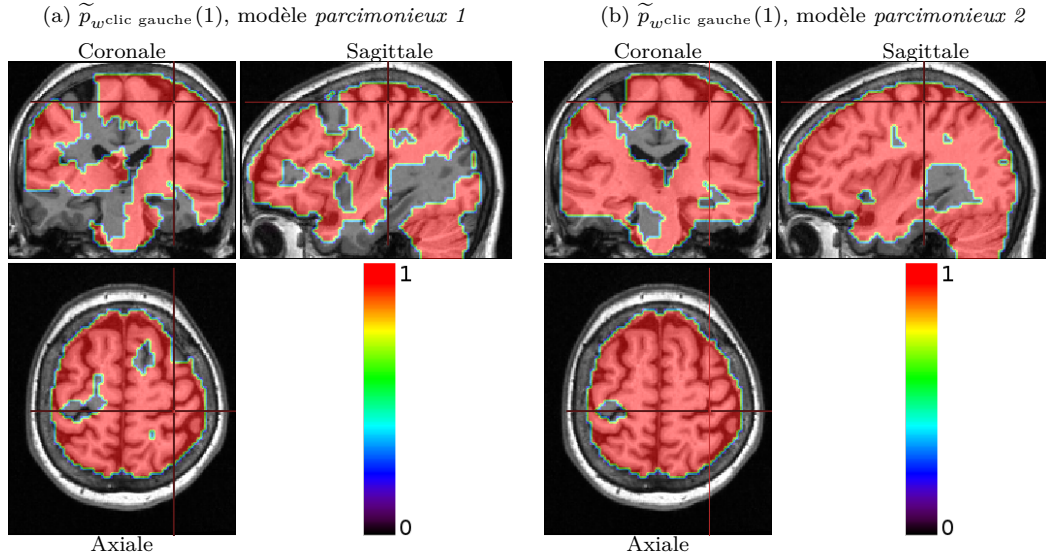 (a) p̃_{w^{clic gauche}}(1), modèle parcimonieux 1
Coronale
Sagittale
1
0
Axiale
(b) p̃_{w^{clic gauche}}(1), modèle parcimonieux 2
Coronale
Sagittale
1
0
Axiale